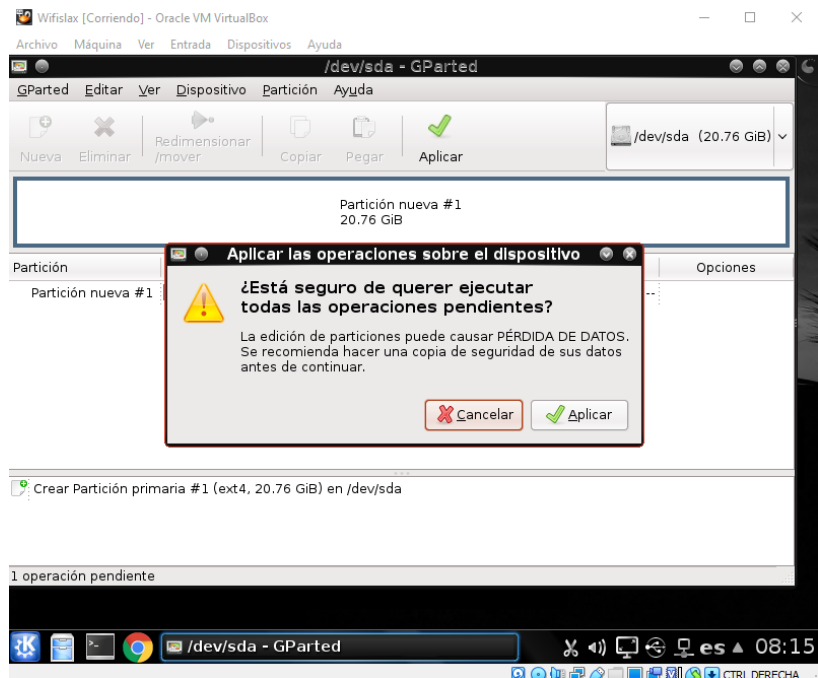 Wifislax [Corriendo] - Oracle VM VirtualBox
Archivo Máquina Ver Entrada Dispositivos Ayuda
/dev/sda - GParted
GParted Editar Ver Dispositivo Partición Ayuda
Nueva Eliminar Redimensionar
/mover Copiar Pegar Aplicar /dev/sda (20.76 GiB)
Partición nueva #1
20.76 GiB
Aplicar las operaciones sobre el dispositivo
Partición Opciones
Partición nueva #1 --
¿Está seguro de querer ejecutar
todas las operaciones pendientes?
La edición de particiones puede causar PÉRDIDA DE DATOS.
Se recomienda hacer una copia de seguridad de sus datos
antes de continuar.
Cancelar Aplicar
Crear Partición primaria #1 (ext4, 20.76 GiB) en /dev/sda
1 operación pendiente
/dev/sda - GParted es 08:15
CTRL DERECHA